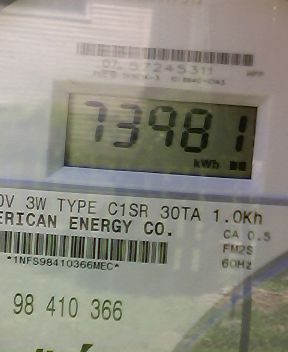 73981
kWh
0V 3W TYPE C1SR 30TA 1.0Kh
ERICAN ENERGY CO.
CA 0.5
FM2S
60Hz
*1NFS98410366MEC*
98 410 366